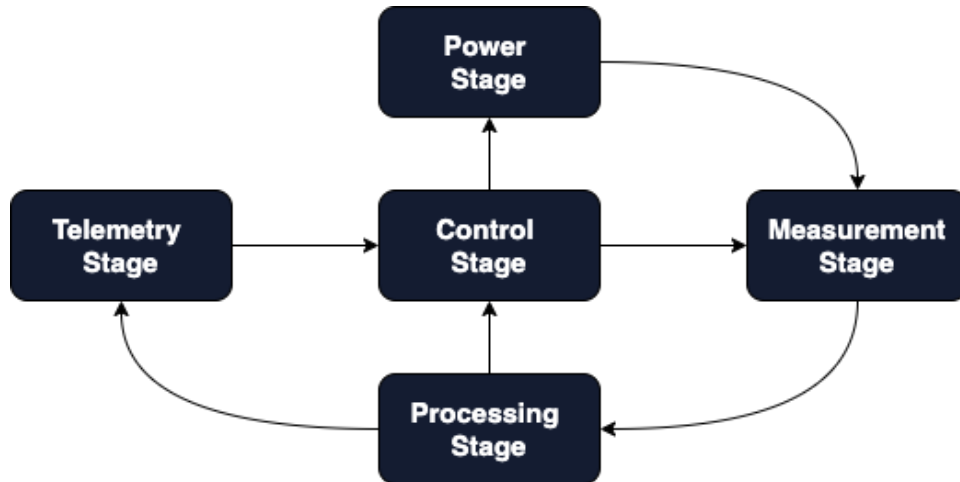 Power
Stage
Telemetry
Stage
Control
Stage
Measurement
Stage
Processing
Stage